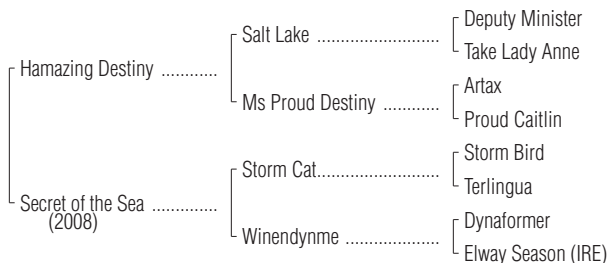 Deputy Minister
Salt Lake ..................
Take Lady Anne
Hamazing Destiny ............
Artax
Ms Proud Destiny ............
Proud Caitlin
Storm Bird
Storm Cat..................
Terlingua
Secret of the Sea ..............
(2008)
Dynaformer
Winendynme ..................
Elway Season (IRE)